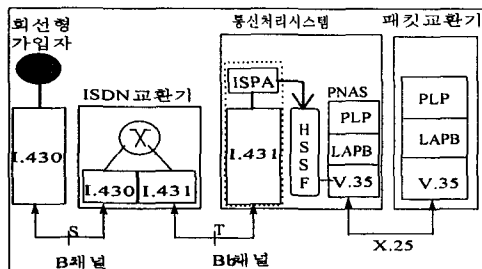 회선형
가입자
I.430
ISDN교환기
I.430
I.431
S
B채널
T
Bb채널
통신처리시스템
ISPA
I.431
HSSF
PNAS
PLP
LAPB
V.35
X.25
패킷교환기
PLP
LAPB
V.35